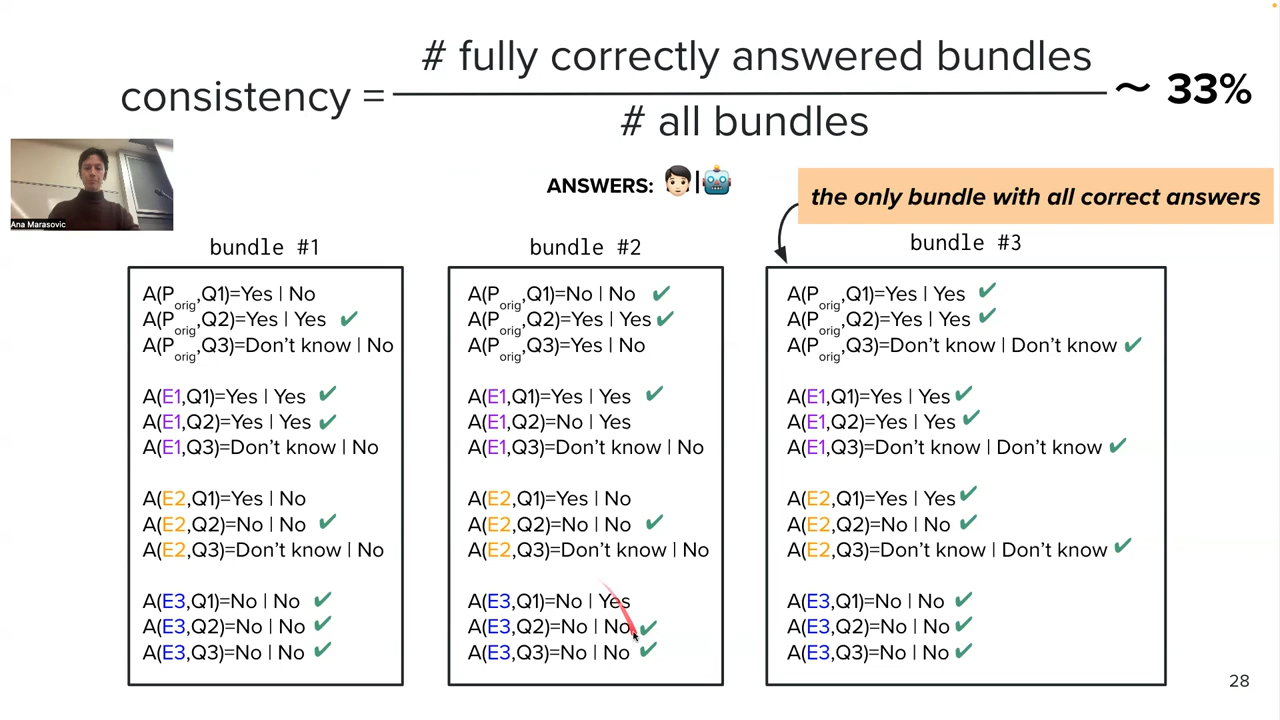 # fully correctly answered bundles
consistency = ~ 33%
# all bundles
ANSWERS: |
the only bundle with all correct answers
Ana Marasovic
bundle #1
A(Porig,Q1)=Yes | No
A(Porig,Q2)=Yes | Yes ✔
A(Porig,Q3)=Don't know | No
A(E1,Q1)=Yes | Yes ✔
A(E1,Q2)=Yes | Yes ✔
A(E1,Q3)=Don't know | No
A(E2,Q1)=Yes | No
A(E2,Q2)=No | No ✔
A(E2,Q3)=Don't know | No
A(E3,Q1)=No | No ✔
A(E3,Q2)=No | No ✔
A(E3,Q3)=No | No ✔
bundle #2
A(Porig,Q1)=No | No ✔
A(Porig,Q2)=Yes | Yes ✔
A(Porig,Q3)=Yes | No
A(E1,Q1)=Yes | Yes ✔
A(E1,Q2)=No | Yes
A(E1,Q3)=Don't know | No
A(E2,Q1)=Yes | No
A(E2,Q2)=No | No ✔
A(E2,Q3)=Don't know | No
A(E3,Q1)=No | Yes
A(E3,Q2)=No | No ✔
A(E3,Q3)=No | No ✔
bundle #3
A(Porig,Q1)=Yes | Yes ✔
A(Porig,Q2)=Yes | Yes ✔
A(Porig,Q3)=Don't know | Don't know ✔
A(E1,Q1)=Yes | Yes ✔
A(E1,Q2)=Yes | Yes ✔
A(E1,Q3)=Don't know | Don't know ✔
A(E2,Q1)=Yes | Yes ✔
A(E2,Q2)=No | No ✔
A(E2,Q3)=Don't know | Don't know ✔
A(E3,Q1)=No | No ✔
A(E3,Q2)=No | No ✔
A(E3,Q3)=No | No ✔
28